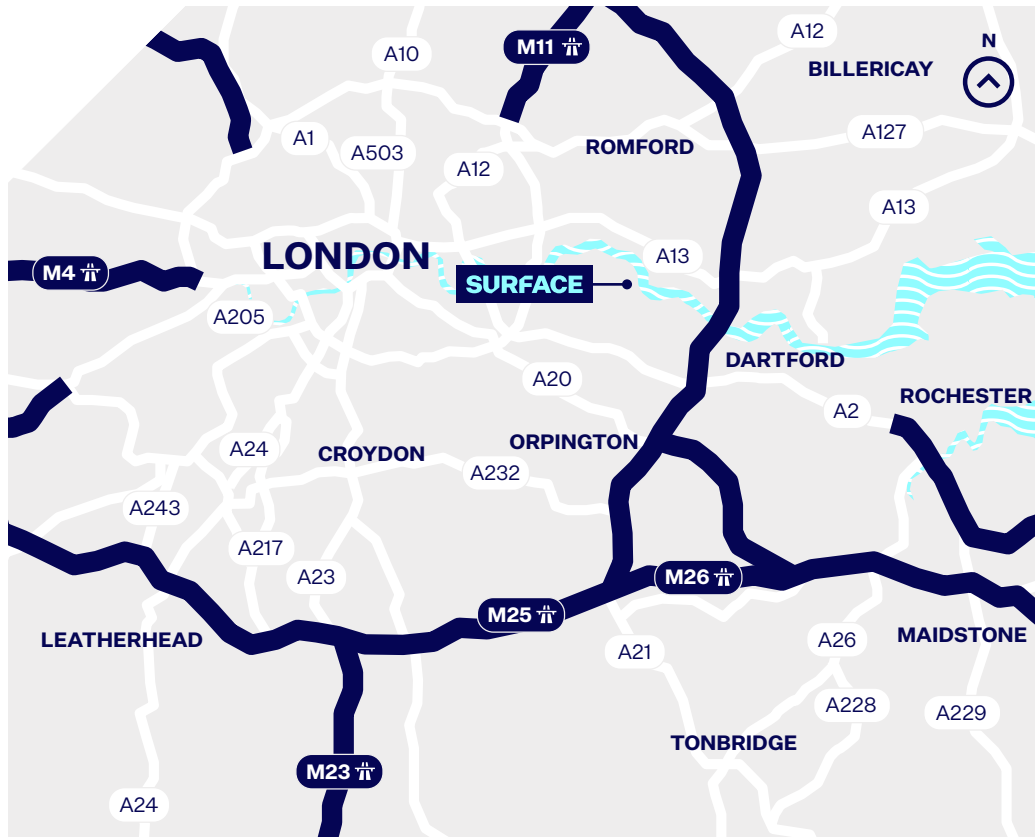 A12
N
A10
M11
BILLERICAY
A127
A1
A503
ROMFORD
A12
A13
LONDON
A13
M4
SURFACE
A205
DARTFORD
A20
ROCHESTER
A2
ORPINGTON
A24
CROYDON
A232
A243
A217
A23
M26
M25
LEATHERHEAD
A21
A26
MAIDSTONE
A228
A229
TONBRIDGE
M23
A24